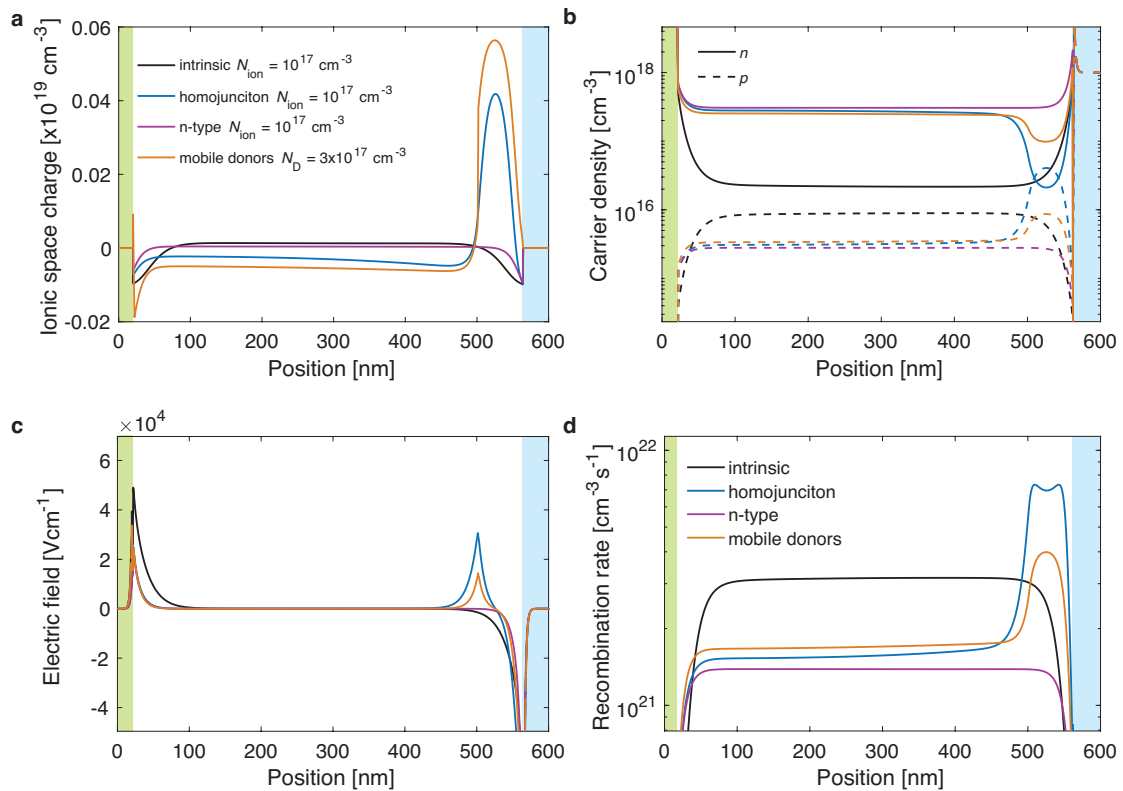 a
Ionic space charge [x10^19 cm^-3]
0.06
0.04
0.02
0
-0.02
intrinsic N_ion = 10^17 cm^-3
homojunciton N_ion = 10^17 cm^-3
n-type N_ion = 10^17 cm^-3
mobile donors N_D = 3x10^17 cm^-3
0 100 200 300 400 500 600
Position [nm]
b
Carrier density [cm^-3]
10^18
10^16
n
p
0 100 200 300 400 500 600
Position [nm]
c
× 10^4
Electric field [Vcm^-1]
6
4
2
0
-2
-4
0 100 200 300 400 500 600
Position [nm]
d
Recombination rate [cm^-3s^-1]
10^22
10^21
intrinsic
homojunciton
n-type
mobile donors
0 100 200 300 400 500 600
Position [nm]